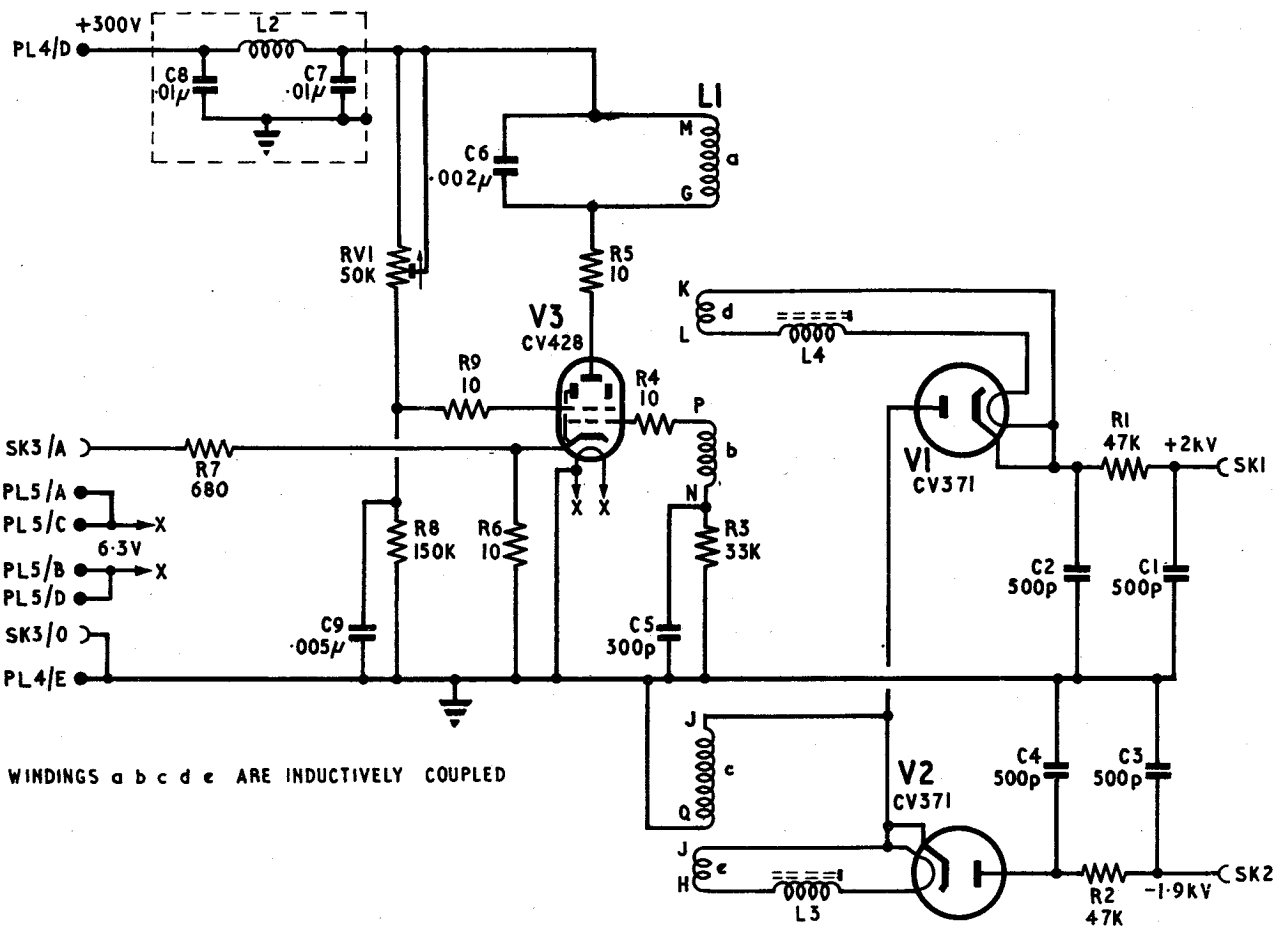 +300V
L2
PL4/D
C8
·01μ
C7
·01μ
L1
M
a
G
C6
·002μ
RV1
50K
R5
10
K
d
L
L4
V3
CV428
R9
10
R4
10
P
b
N
V1
CV371
R1
47K
+2kV
SK1
SK3/A
R7
680
PL5/A
PL5/C
X
6·3V
PL5/B
X
PL5/D
SK3/O
PL4/E
X
X
R8
150K
R6
10
R3
33K
C9
·005μ
C5
300p
C2
500p
C1
500p
J
c
Q
J
e
H
L3
V2
CV371
C4
500p
C3
500p
R2
47K
-1·9kV
SK2
WINDINGS a b c d e ARE INDUCTIVELY COUPLED